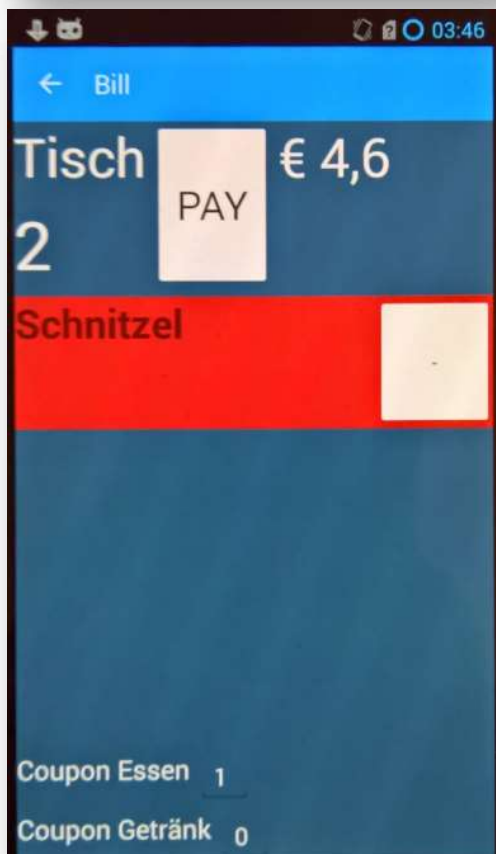 03:46
Bill
Tisch 2
PAY
€ 4,6
Schnitzel
-
Coupon Essen 1
Coupon Getränk 0